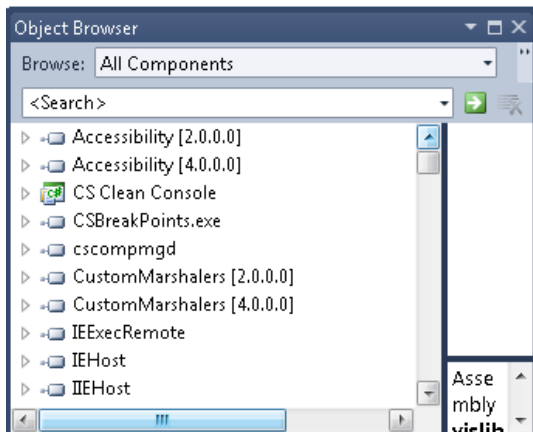 Object Browser
Browse: All Components
<Search>
Accessibility [2.0.0.0]
Accessibility [4.0.0.0]
C# CS Clean Console
CSBreakPoints.exe
cscompmgd
CustomMarshalers [2.0.0.0]
CustomMarshalers [4.0.0.0]
IEExecRemote
IEHost
IIEHost
Asse
mbly
vislib